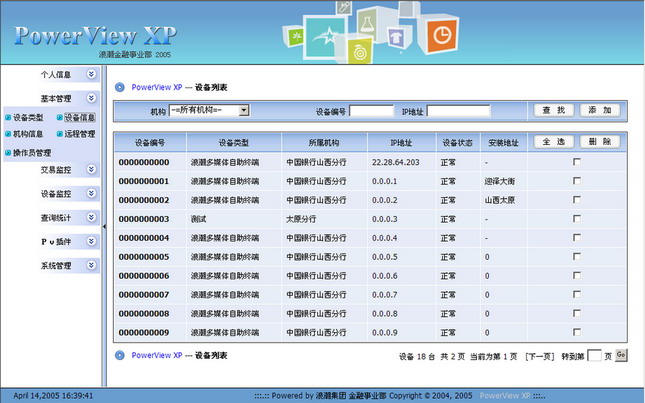 PowerView XP
浪潮金融事业部 2005
个人信息
基本管理
设备类型 设备信息
机构信息 远程管理
操作员管理
交易监控
设备监控
查询统计
P v 插件
系统管理
PowerView XP --- 设备列表
机构 -=所有机构=- 设备编号 IP地址 查 找 添 加
设备编号 设备类型 所属机构 IP地址 设备状态 安装地址 全 选 删 除
0000000000 浪潮多媒体自助终端 中国银行山西分行 22.28.64.203 正常 -
0000000001 浪潮多媒体自助终端 中国银行山西分行 0.0.0.1 正常 迎泽大街
0000000002 浪潮多媒体自助终端 中国银行山西分行 0.0.0.2 正常 山西太原
0000000003 测试 太原分行 0.0.0.3 正常 -
0000000004 浪潮多媒体自助终端 中国银行山西分行 0.0.0.4 正常 -
0000000005 浪潮多媒体自助终端 中国银行山西分行 0.0.0.5 正常 0
0000000006 浪潮多媒体自助终端 中国银行山西分行 0.0.0.6 正常 0
0000000007 浪潮多媒体自助终端 中国银行山西分行 0.0.0.7 正常 0
0000000008 浪潮多媒体自助终端 中国银行山西分行 0.0.0.8 正常 0
0000000009 浪潮多媒体自助终端 中国银行山西分行 0.0.0.9 正常 0
PowerView XP --- 设备列表
设备 18 台 共 2 页 当前为第 1 页 [下一页] 转到第 页 Go
April 14,2005 16:39:41 :::.:: Powered by 浪潮集团 金融事业部 Copyright © 2004, 2005 PowerView XP :::..